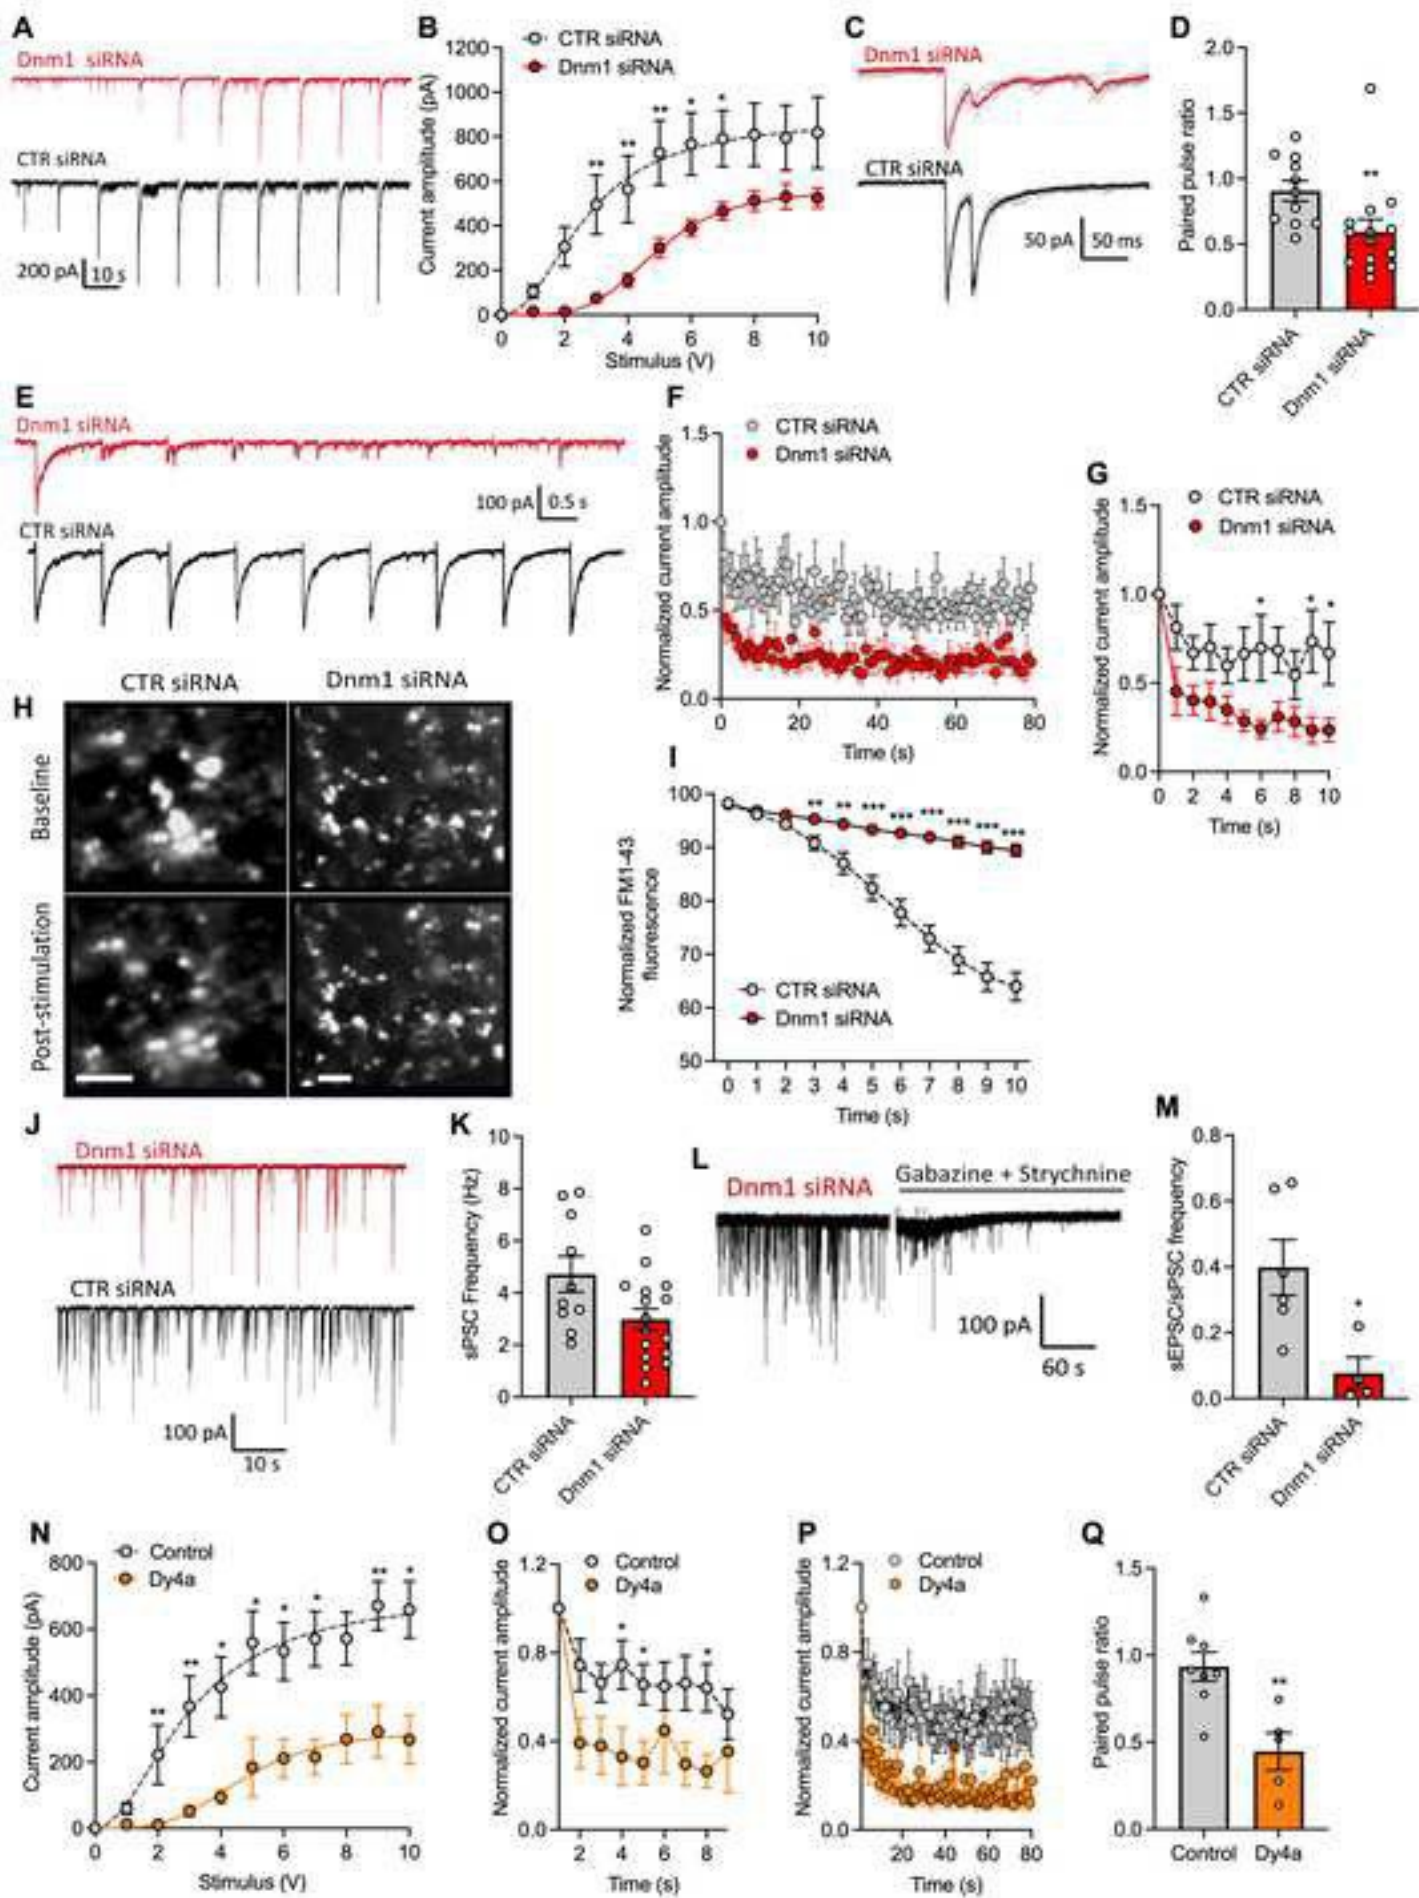 A
Dnm1 siRNA
CTR siRNA
200 pA
10 s
B
CTR siRNA
Dnm1 siRNA
Current amplitude (pA)
1200
1000
800
600
400
200
0
** ** ** * *
0 2 4 6 8 10
Stimulus (V)
C
Dnm1 siRNA
CTR siRNA
50 pA
50 ms
D
Paired pulse ratio
2.0
1.5
1.0
0.5
0.0
**
CTR siRNA
Dnm1 siRNA
E
Dnm1 siRNA
100 pA
0.5 s
CTR siRNA
F
CTR siRNA
Dnm1 siRNA
Normalized current amplitude
1.5
1.0
0.5
0.0
0 20 40 60 80
Time (s)
G
CTR siRNA
Dnm1 siRNA
Normalized current amplitude
1.5
1.0
0.5
0.0
* * *
0 2 4 6 8 10
Time (s)
H
CTR siRNA
Dnm1 siRNA
Baseline
Post-stimulation
I
Normalized FM1-43
fluorescence
100
90
80
70
60
50
** ** *** *** *** *** *** ***
CTR siRNA
Dnm1 siRNA
0 1 2 3 4 5 6 7 8 9 10
Time (s)
J
Dnm1 siRNA
CTR siRNA
100 pA
10 s
K
sPSC Frequency (Hz)
10
8
6
4
2
0
CTR siRNA
Dnm1 siRNA
L
Dnm1 siRNA
Gabazine + Strychnine
100 pA
60 s
M
sEPSC/sPSC frequency
0.8
0.6
0.4
0.2
0.0
*
CTR siRNA
Dnm1 siRNA
N
Control
Dy4a
Current amplitude (pA)
800
600
400
200
0
** ** * * * * ** *
0 2 4 6 8 10
Stimulus (V)
O
Control
Dy4a
Normalized current amplitude
1.2
0.8
0.4
0.0
* * *
2 4 6 8
Time (s)
P
Control
Dy4a
Normalized current amplitude
1.2
0.8
0.4
0.0
20 40 60 80
Time (s)
Q
Paired pulse ratio
1.5
1.0
0.5
0.0
**
Control Dy4a